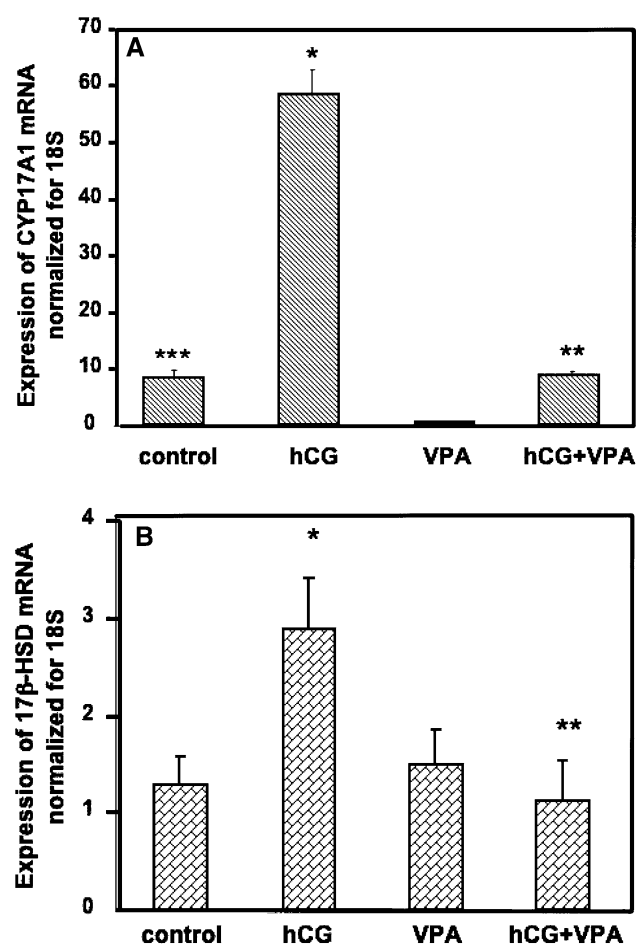 A
Expression of CYP17A1 mRNA
normalized for 18S
70
60
50
40
30
20
10
0
*
***
**
control hCG VPA hCG+VPA
B
Expression of 17β-HSD mRNA
normalized for 18S
4
3
2
1
0
*
**
control hCG VPA hCG+VPA